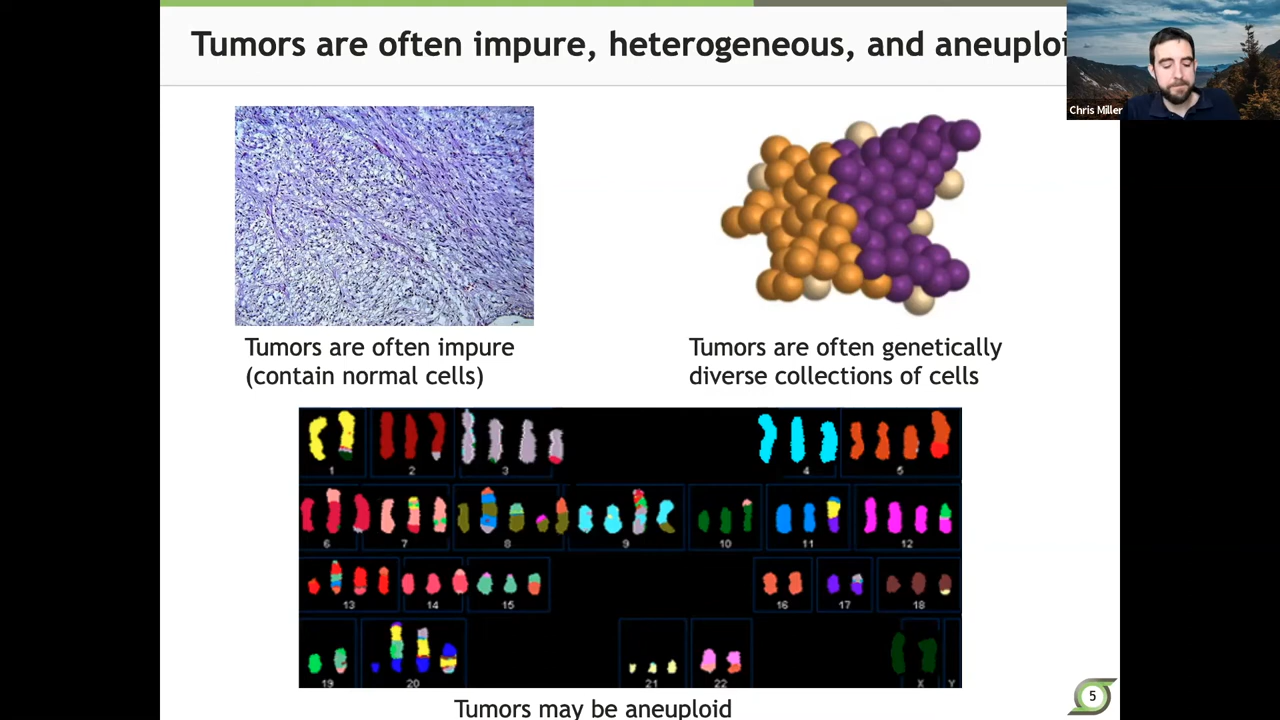 Tumors are often impure, heterogeneous, and aneuploi
Chris Miller
Tumors are often impure
(contain normal cells)
Tumors are often genetically
diverse collections of cells
1 2 3 4 5
6 7 8 9 10 11 12
13 14 15 16 17 18
19 20 21 22 X Y
Tumors may be aneuploid
5